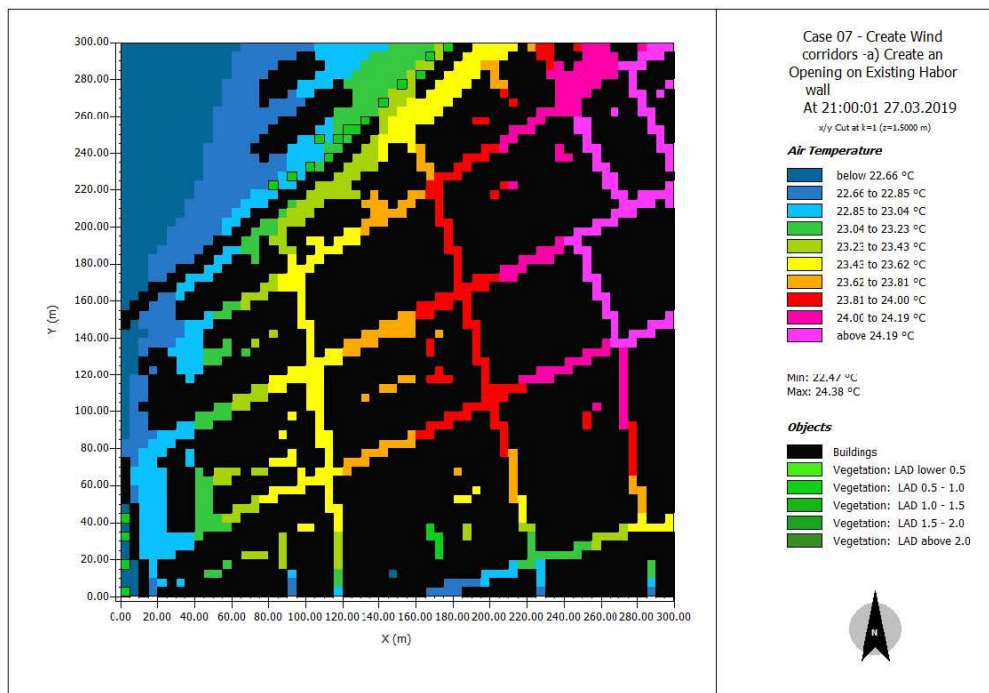 Case 07 - Create Wind
corridors -a) Create an
Opening on Existing Habor
wall
At 21:00:01 27.03.2019
x/y Cut at k=1 (z=1.5000 m)
Air Temperature
below 22.66 °C
22.66 to 22.85 °C
22.85 to 23.04 °C
23.04 to 23.23 °C
23.23 to 23.43 °C
23.43 to 23.62 °C
23.62 to 23.81 °C
23.81 to 24.00 °C
24.00 to 24.19 °C
above 24.19 °C
Min: 22.47 °C
Max: 24.38 °C
Objects
Buildings
Vegetation: LAD lower 0.5
Vegetation: LAD 0.5 - 1.0
Vegetation: LAD 1.0 - 1.5
Vegetation: LAD 1.5 - 2.0
Vegetation: LAD above 2.0
N
300.00
280.00
260.00
240.00
220.00
200.00
180.00
160.00
140.00
120.00
100.00
80.00
60.00
40.00
20.00
0.00
Y (m)
0.00 20.00 40.00 60.00 80.00 100.00 120.00 140.00 160.00 180.00 200.00 220.00 240.00 260.00 280.00 300.00
X (m)